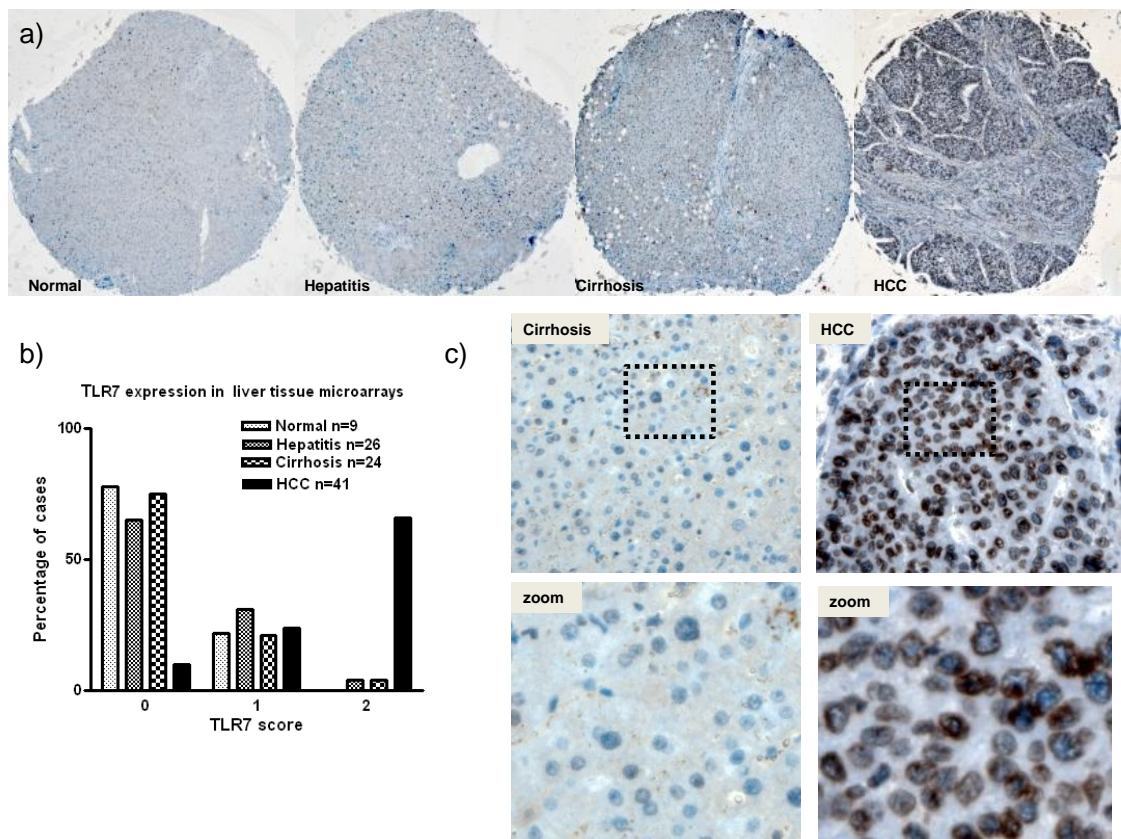 a)
Normal
Hepatitis
Cirrhosis
HCC
b)
TLR7 expression in liver tissue microarrays
Normal n=9
Hepatitis n=26
Cirrhosis n=24
HCC n=41
100
50
0
Percentage of cases
0 1 2
TLR7 score
c)
Cirrhosis
HCC
zoom
zoom